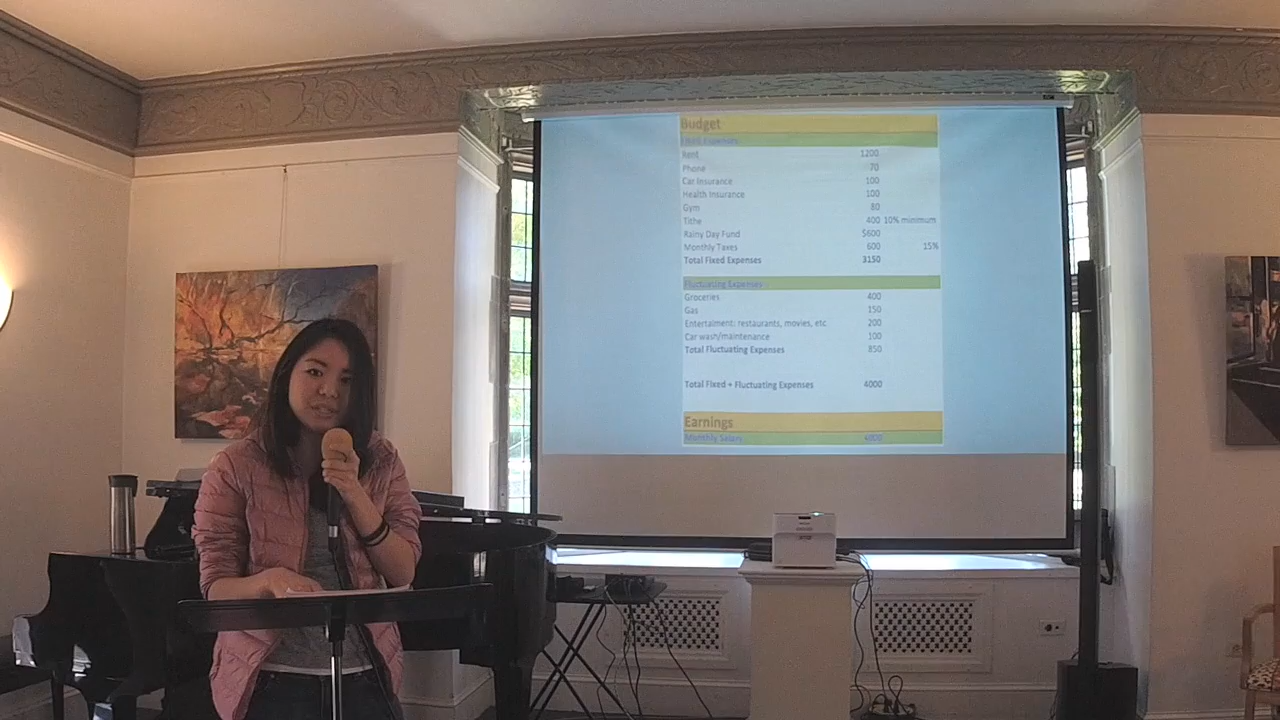 Budget
Fixed Expenses
Rent 1200
Phone 70
Car Insurance 100
Health Insurance 100
Gym 80
Tithe 400 10% minimum
Rainy Day Fund $600
Monthly Taxes 600 15%
Total Fixed Expenses 3150
Fluctuating Expenses
Groceries 400
Gas 150
Entertaiment: restaurants, movies, etc 200
Car wash/maintenance 100
Total Fluctuating Expenses 850
Total Fixed + Fluctuating Expenses 4000
Earnings
Monthly Salary 4000